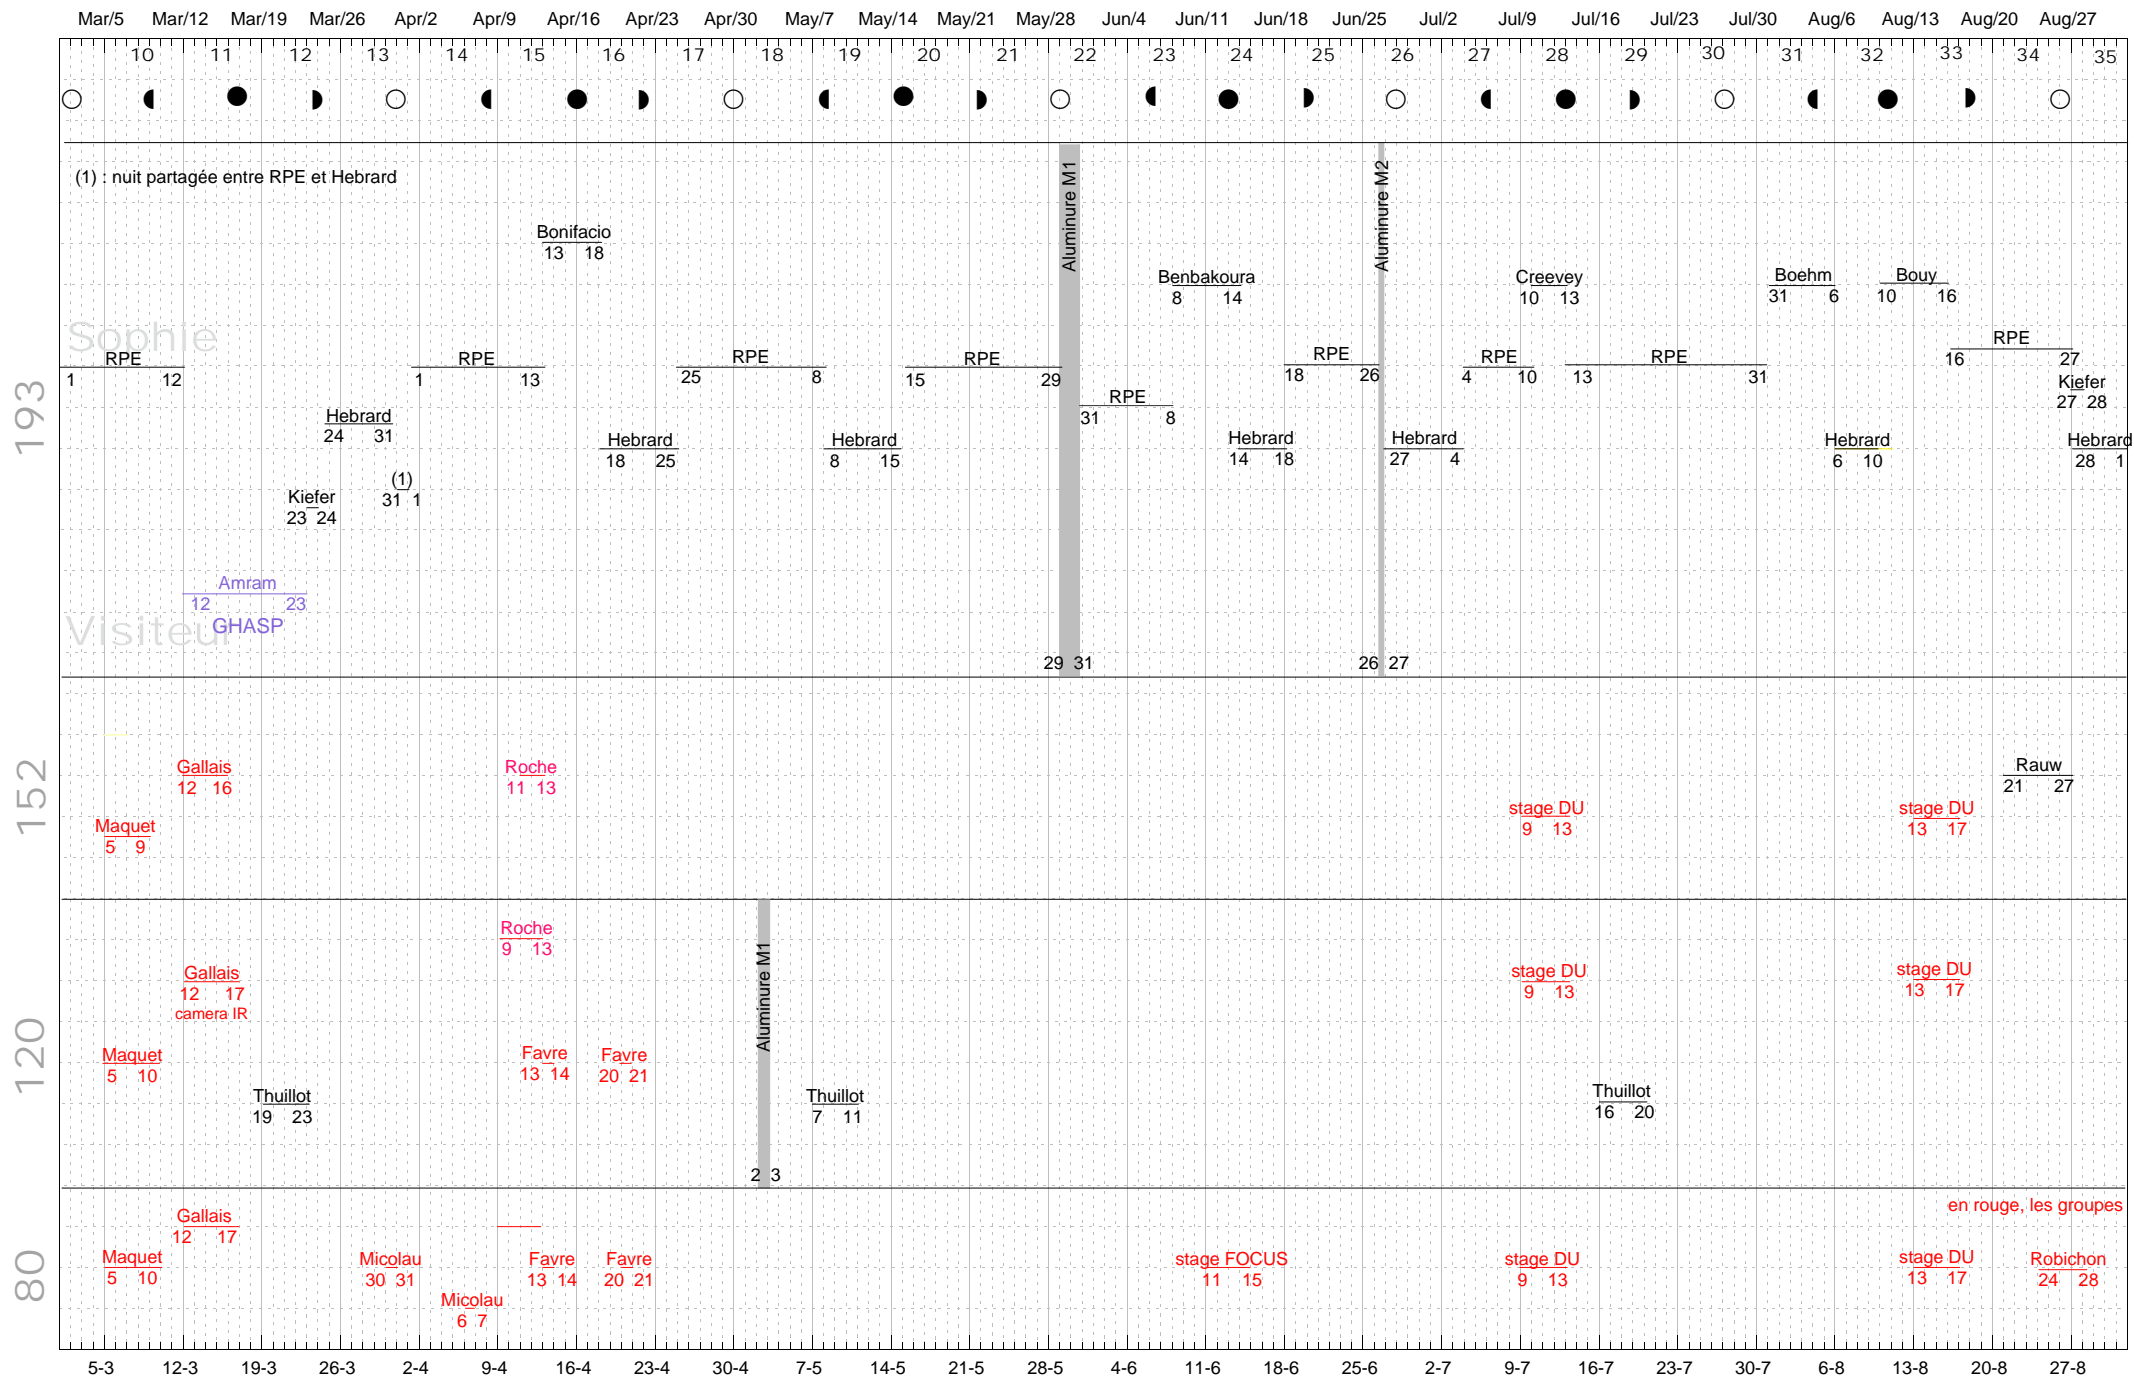 Mar/5 Mar/12 Mar/19 Mar/26 Apr/2 Apr/9 Apr/16 Apr/23 Apr/30 May/7 May/14 May/21 May/28 Jun/4 Jun/11 Jun/18 Jun/25 Jul/2 Jul/9 Jul/16 Jul/23 Jul/30 Aug/6 Aug/13 Aug/20 Aug/27
10 11 12 13 14 15 16 17 18 19 20 21 22 23 24 25 26 27 28 29 30 31 32 33 34 35
(1) : nuit partagée entre RPE et Hebrard
Aluminure M1
Aluminure M2
Bonifacio
13 18
Benbakoura
8 14
Creevey
10 13
Boehm
31 6
Bouy
10 16
193
Sophie
RPE
1 12
RPE
1 13
RPE
25 8
RPE
15 29
RPE
18 26
RPE
4 10
RPE
13 31
RPE
16 27
Kiefer
27 28
RPE
31 8
Hebrard
24 31
Hebrard
18 25
Hebrard
8 15
Hebrard
14 18
Hebrard
27 4
Hebrard
6 10
Hebrard
28 1
(1)
31 1
Kiefer
23 24
Amram
12 23
GHASP
Visiteur
29 31
26 27
152
Gallais
12 16
Roche
11 13
Rauw
21 27
Maquet
5 9
stage DU
9 13
stage DU
13 17
120
Roche
9 13
Aluminure M1
Gallais
12 17
camera IR
stage DU
9 13
stage DU
13 17
Maquet
5 10
Favre
13 14
Favre
20 21
Thuillot
19 23
Thuillot
7 11
Thuillot
16 20
2 3
80
en rouge, les groupes
Gallais
12 17
Maquet
5 10
Micolau
30 31
Favre
13 14
Favre
20 21
stage FOCUS
11 15
stage DU
9 13
stage DU
13 17
Robichon
24 28
Micolau
6 7
5-3 12-3 19-3 26-3 2-4 9-4 16-4 23-4 30-4 7-5 14-5 21-5 28-5 4-6 11-6 18-6 25-6 2-7 9-7 16-7 23-7 30-7 6-8 13-8 20-8 27-8